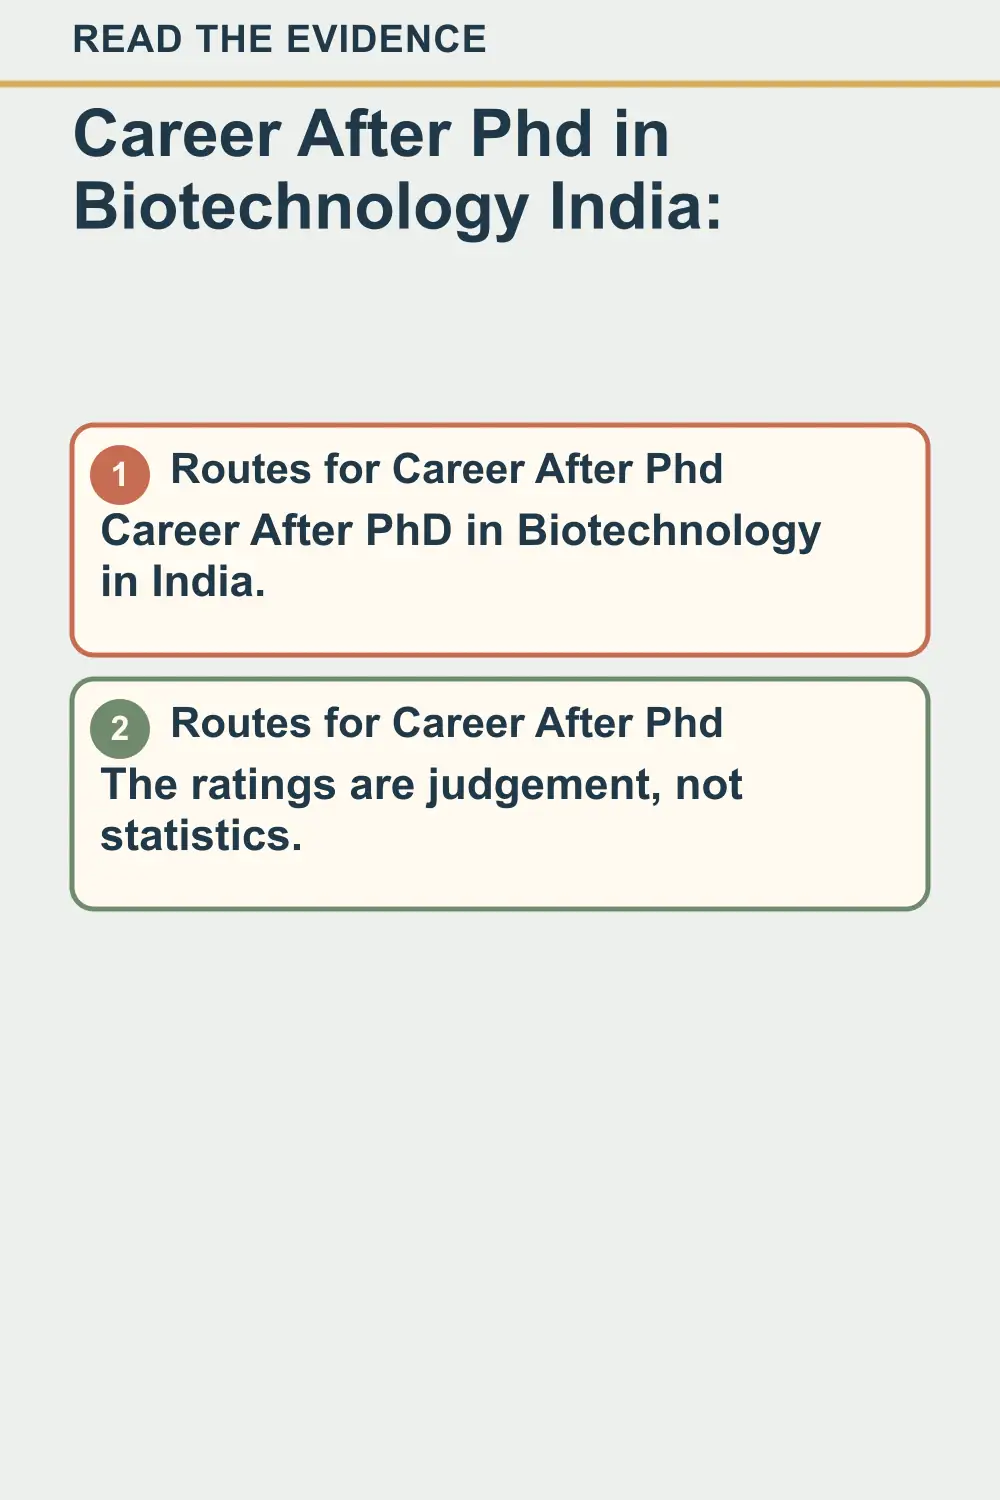 READ THE EVIDENCE
Career After Phd in
Biotechnology India:
1 Routes for Career After Phd
Career After PhD in Biotechnology
in India.
2 Routes for Career After Phd
The ratings are judgement, not
statistics.